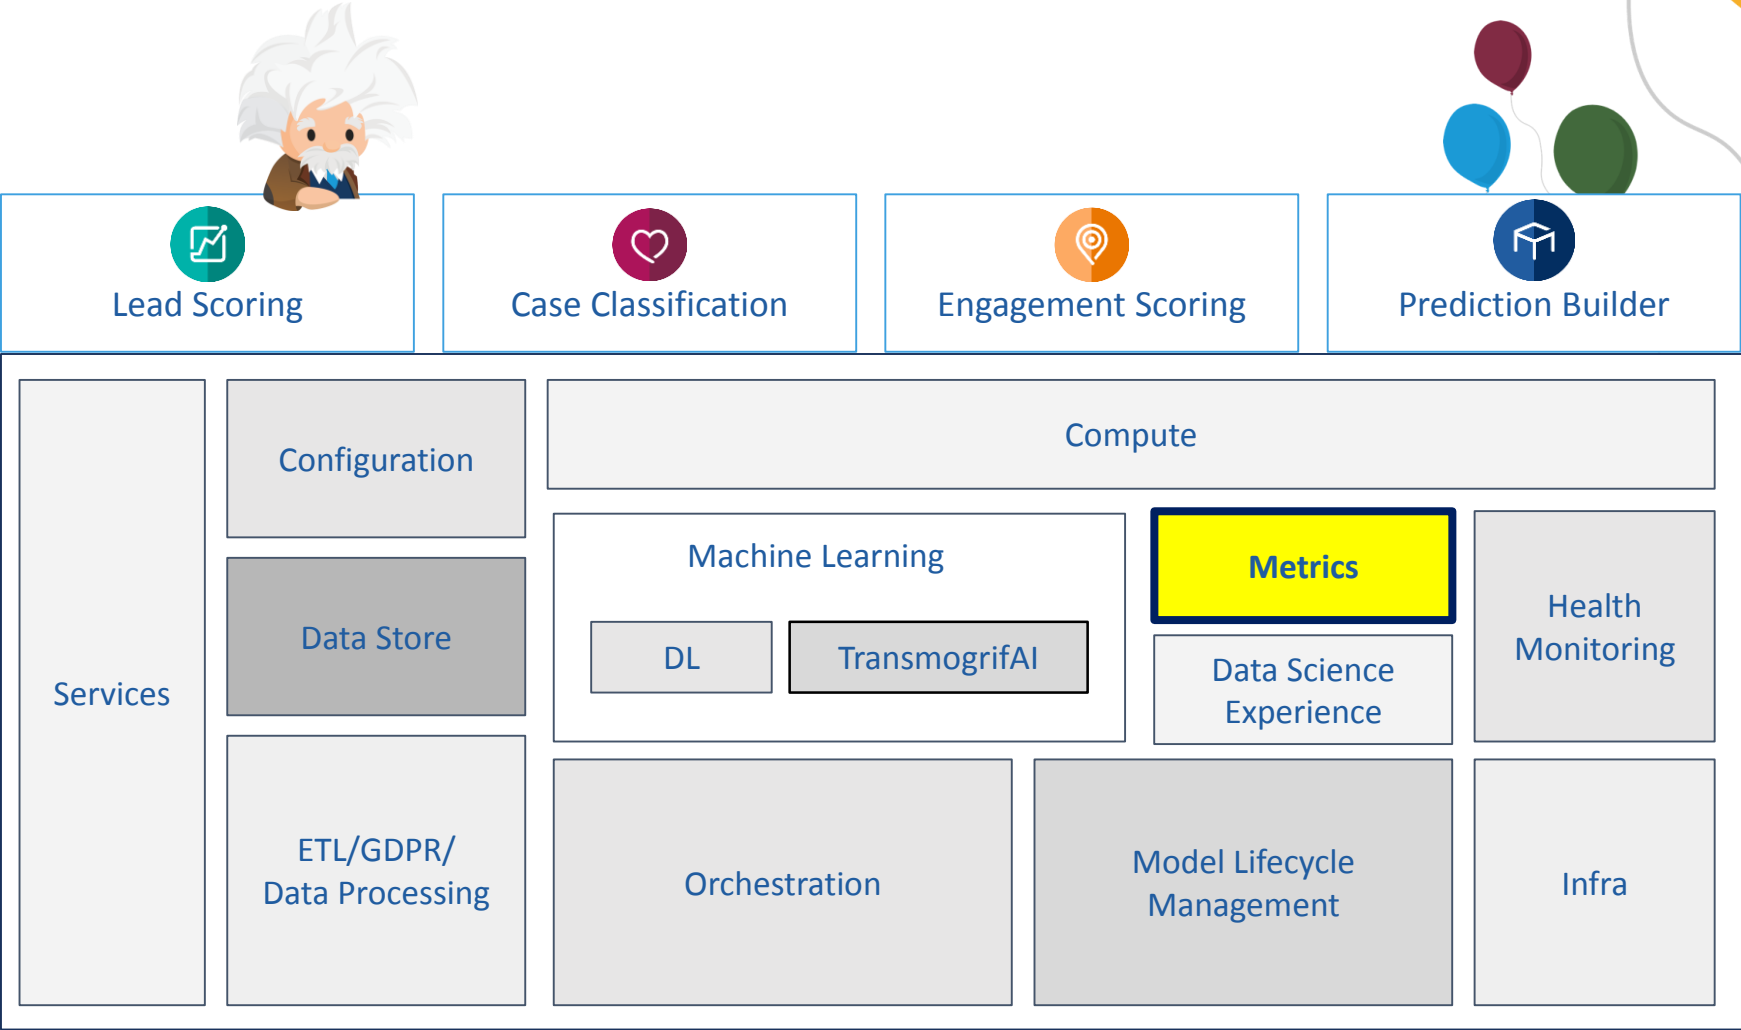 Lead Scoring
Case Classification
Engagement Scoring
Prediction Builder
Services
Configuration
Data Store
ETL/GDPR/
Data Processing
Compute
Machine Learning
DL
TransmogrifAI
Metrics
Data Science
Experience
Health
Monitoring
Orchestration
Model Lifecycle
Management
Infra